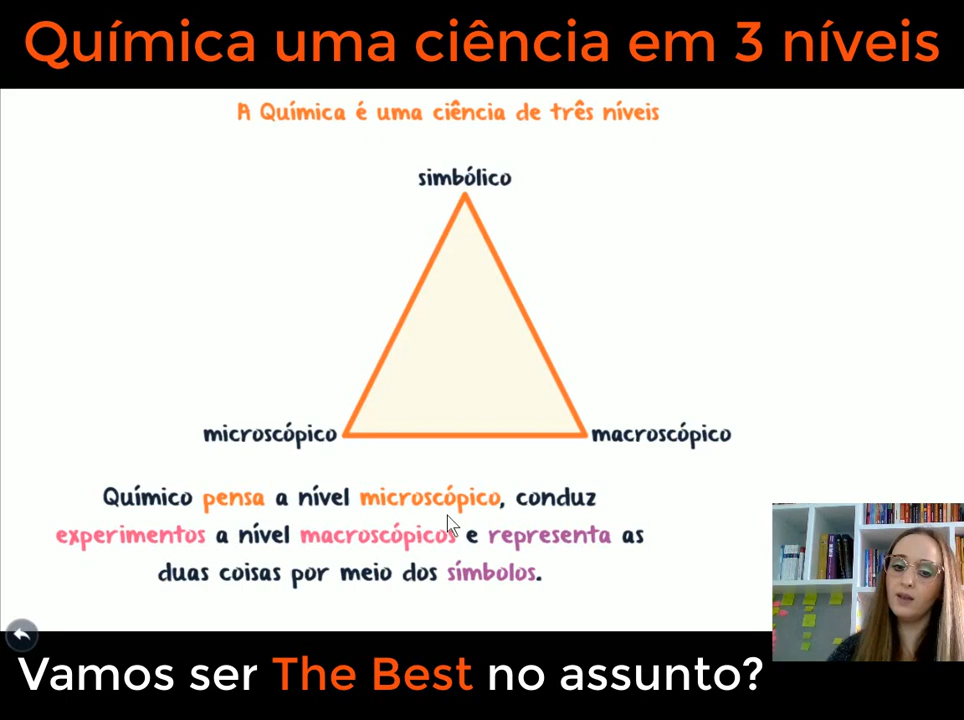 Química uma ciência em 3 níveis
A Química é uma ciência de três níveis
simbólico
microscópico
macroscópico
Químico pensa a nível microscópico, conduz
experimentos a nível macroscópicos e representa as
duas coisas por meio dos símbolos.
Vamos ser The Best no assunto?